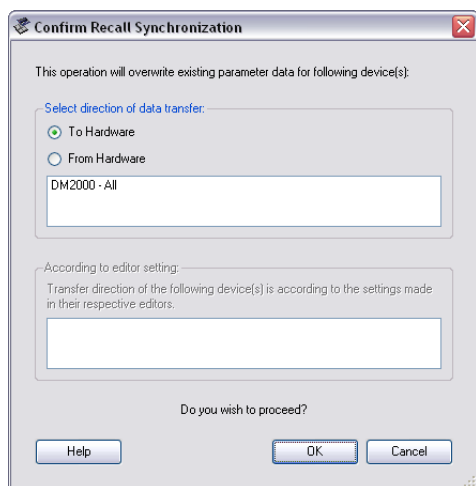 Confirm Recall Synchronization
This operation will overwrite existing parameter data for following device(s):
Select direction of data transfer:
To Hardware
From Hardware
DM2000 - All
According to editor setting:
Transfer direction of the following device(s) is according to the settings made
in their respective editors.
Do you wish to proceed?
Help OK Cancel